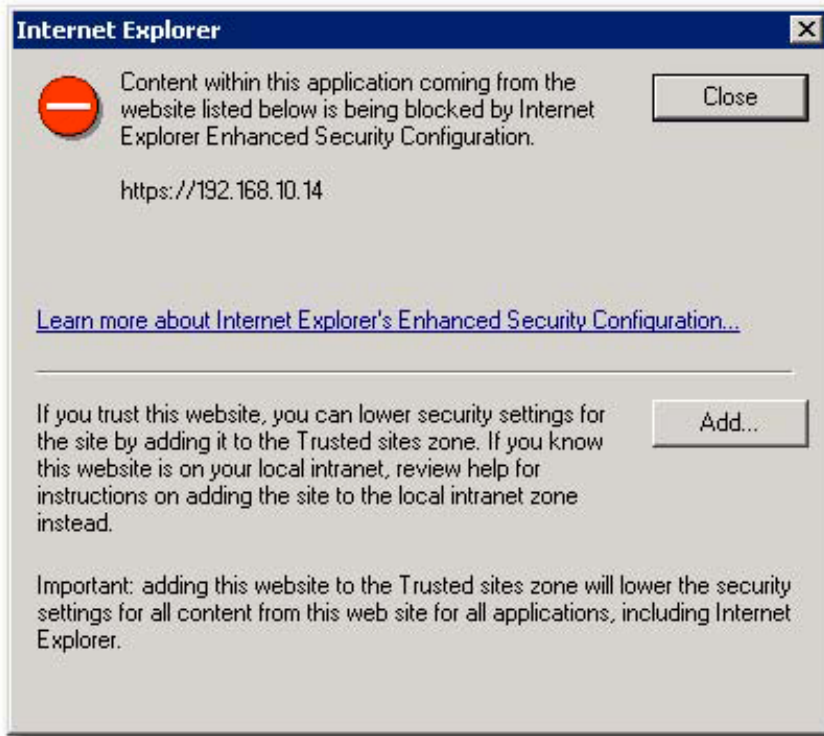 Internet Explorer
Content within this application coming from the
website listed below is being blocked by Internet
Explorer Enhanced Security Configuration.
Close
https://192.168.10.14
Learn more about Internet Explorer's Enhanced Security Configuration...
If you trust this website, you can lower security settings for
the site by adding it to the Trusted sites zone. If you know
this website is on your local intranet, review help for
instructions on adding the site to the local intranet zone
instead.
Add...
Important: adding this website to the Trusted sites zone will lower the security
settings for all content from this web site for all applications, including Internet
Explorer.